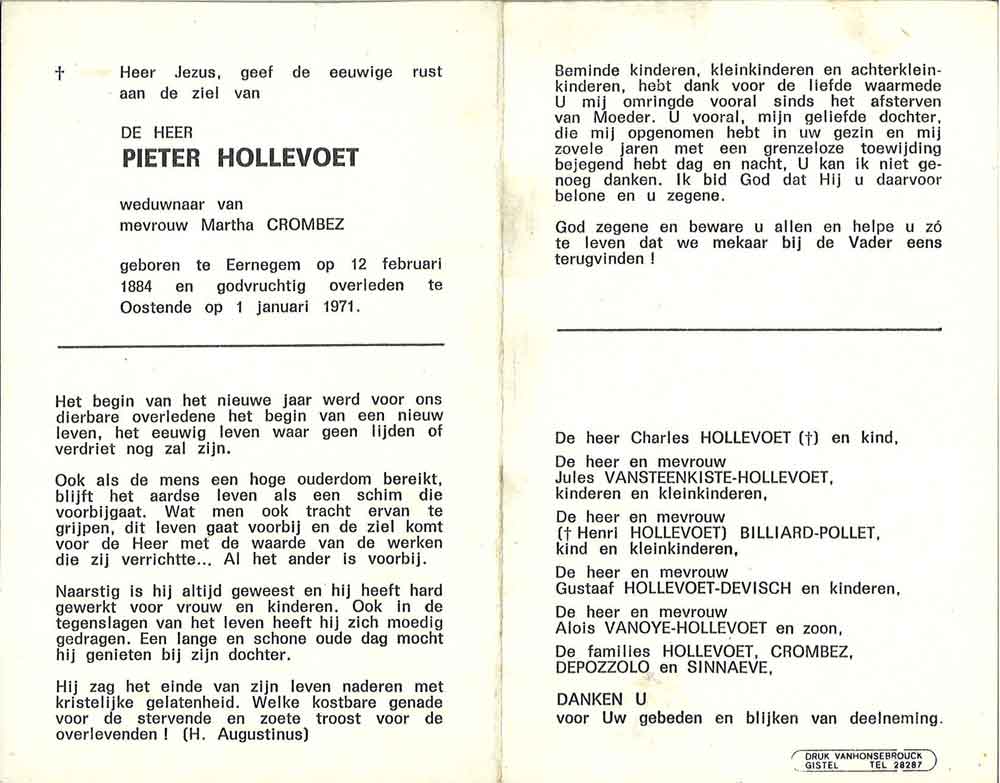 † Heer Jezus, geef de eeuwige rust
aan de ziel van
DE HEER
PIETER HOLLEVOET
weduwnaar van
mevrouw Martha CROMBEZ
geboren te Eernegem op 12 februari
1884 en godvruchtig overleden te
Oostende op 1 januari 1971.
Het begin van het nieuwe jaar werd voor ons
dierbare overledene het begin van een nieuw
leven, het eeuwig leven waar geen lijden of
verdriet nog zal zijn.
Ook als de mens een hoge ouderdom bereikt,
blijft het aardse leven als een schim die
voorbijgaat. Wat men ook tracht ervan te
grijpen, dit leven gaat voorbij en de ziel komt
voor de Heer met de waarde van de werken
die zij verrichtte... Al het ander is voorbij.
Naarstig is hij altijd geweest en hij heeft hard
gewerkt voor vrouw en kinderen. Ook in de
tegenslagen van het leven heeft hij zich moedig
gedragen. Een lange en schone oude dag mocht
hij genieten bij zijn dochter.
Hij zag het einde van zijn leven naderen met
kristelijke gelatenheid. Welke kostbare genade
voor de stervende en zoete troost voor de
overlevenden ! (H. Augustinus)
Beminde kinderen, kleinkinderen en achterklein-
kinderen, hebt dank voor de liefde waarmede
U mij omringde vooral sinds het afsterven
van Moeder. U vooral, mijn geliefde dochter,
die mij opgenomen hebt in uw gezin en mij
zovele jaren met een grenzeloze toewijding
bejegend hebt dag en nacht, U kan ik niet ge-
noeg danken. Ik bid God dat Hij u daarvoor
belone en u zegene.
God zegene en beware u allen en helpe u zó
te leven dat we mekaar bij de Vader eens
terugvinden !
De heer Charles HOLLEVOET (†) en kind,
De heer en mevrouw
Jules VANSTEENKISTE-HOLLEVOET,
kinderen en kleinkinderen,
De heer en mevrouw
(† Henri HOLLEVOET) BILLIARD-POLLET,
kind en kleinkinderen,
De heer en mevrouw
Gustaaf HOLLEVOET-DEVISCH en kinderen,
De heer en mevrouw
Alois VANOYE-HOLLEVOET en zoon,
De families HOLLEVOET, CROMBEZ,
DEPOZZOLO en SINNAEVE,
DANKEN U
voor Uw gebeden en blijken van deelneming.
DRUK VANHONSEBROUCK
GISTEL TEL 28287